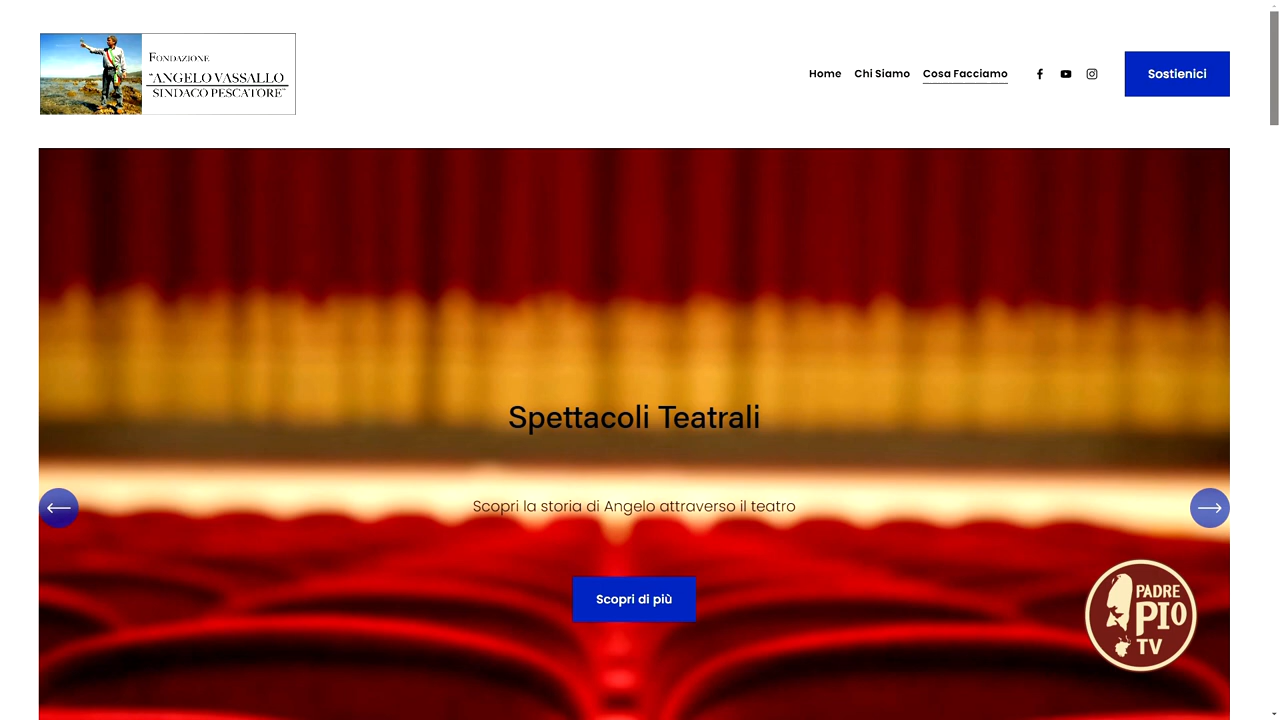 FONDAZIONE
"ANGELO VASSALLO
SINDACO PESCATORE"
Home Chi Siamo Cosa Facciamo
Sostienici
Spettacoli Teatrali
Scopri la storia di Angelo attraverso il teatro
Scopri di più
PADRE
PIO
TV